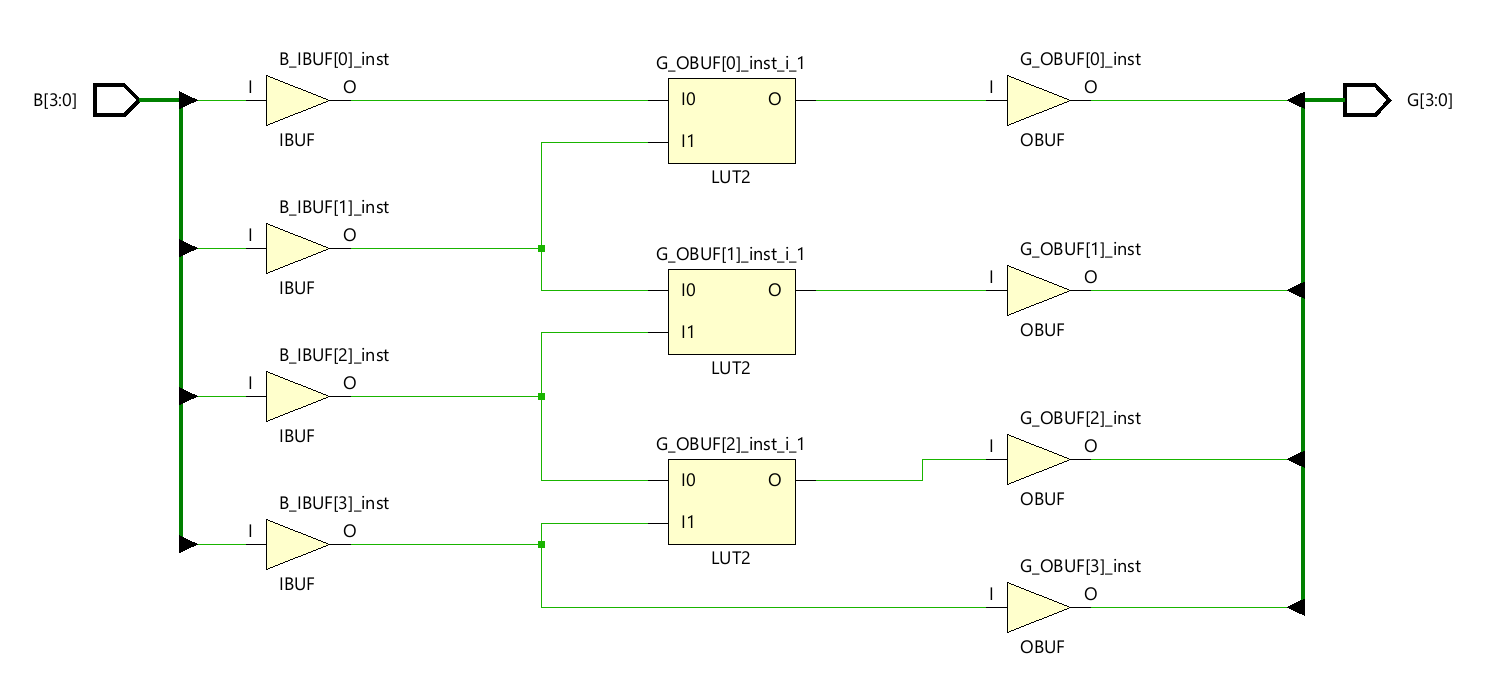 B_IBUF[0]_inst
G_OBUF[0]_inst_i_1
G_OBUF[0]_inst
B[3:0]
I
O
IBUF
I0
O
I1
LUT2
I
O
OBUF
G[3:0]
B_IBUF[1]_inst
I
O
IBUF
G_OBUF[1]_inst_i_1
I0
O
I1
LUT2
G_OBUF[1]_inst
I
O
OBUF
B_IBUF[2]_inst
I
O
IBUF
G_OBUF[2]_inst_i_1
I0
O
I1
LUT2
G_OBUF[2]_inst
I
O
OBUF
B_IBUF[3]_inst
I
O
IBUF
G_OBUF[3]_inst
I
O
OBUF